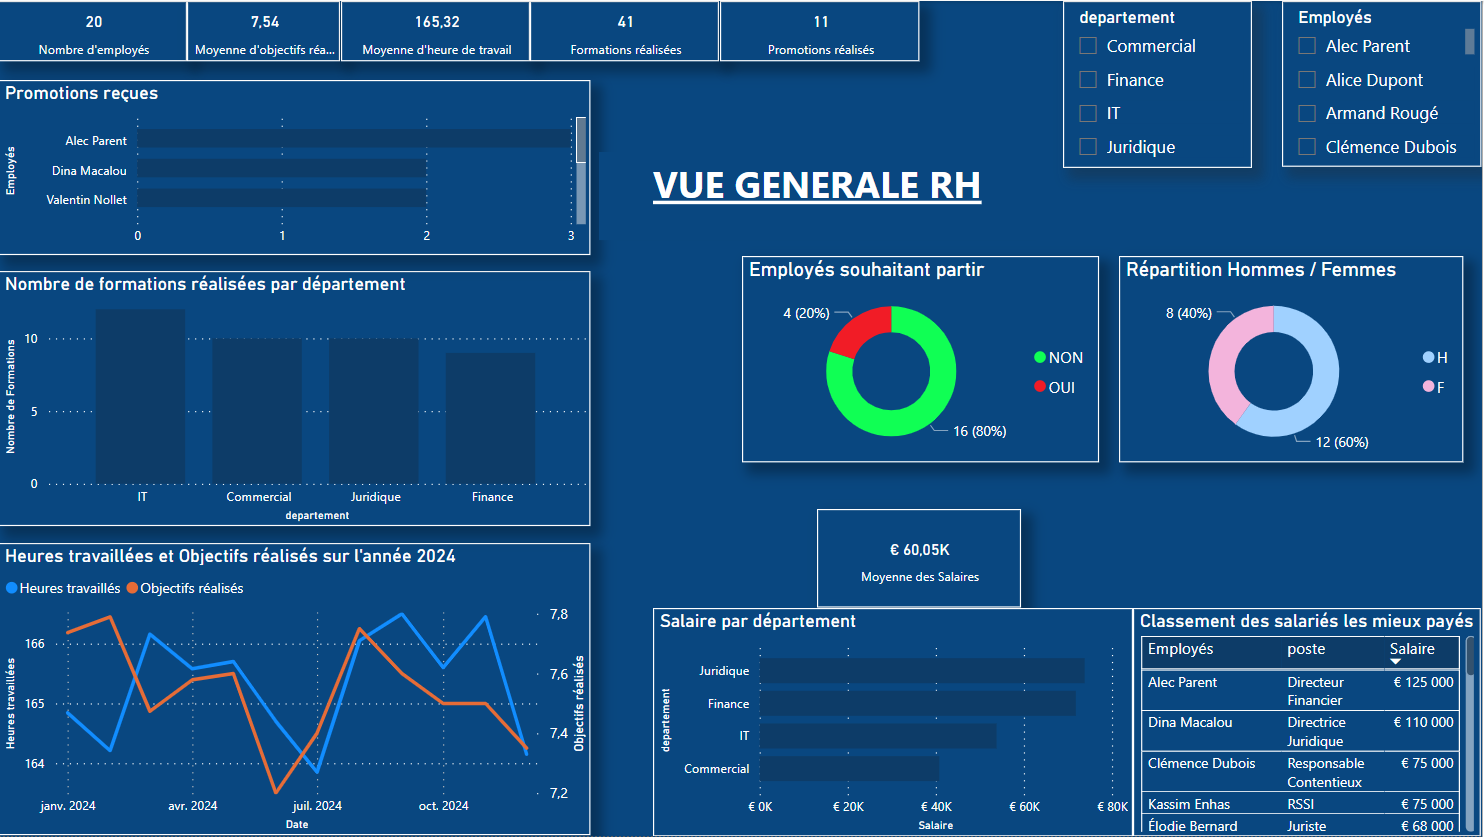 20
Nombre d'employés
7,54
Moyenne d'objectifs réa...
165,32
Moyenne d'heure de travail
41
Formations réalisées
11
Promotions réalisés
departement
Commercial
Finance
IT
Juridique
Employés
Alec Parent
Alice Dupont
Armand Rougé
Clémence Dubois
Promotions reçues
Employés
Alec Parent
Dina Macalou
Valentin Nollet
0 1 2 3
VUE GENERALE RH
Nombre de formations réalisées par département
Nombre de Formations
10
5
0
IT Commercial Juridique Finance
departement
Employés souhaitant partir
4 (20%)
16 (80%)
NON
OUI
Répartition Hommes / Femmes
8 (40%)
12 (60%)
H
F
Heures travaillées et Objectifs réalisés sur l'année 2024
Heures travaillés Objectifs réalisés
Heures travaillées
166
165
164
7,8
7,6
7,4
7,2
Objectifs réalisés
janv. 2024 avr. 2024 juil. 2024 oct. 2024
Date
€ 60,05K
Moyenne des Salaires
Salaire par département
departement
Juridique
Finance
IT
Commercial
€ 0K € 20K € 40K € 60K € 80K
Salaire
Classement des salariés les mieux payés
Employés poste Salaire
Alec Parent Directeur € 125 000
Financier
Dina Macalou Directrice € 110 000
Juridique
Clémence Dubois Responsable € 75 000
Contentieux
Kassim Enhas RSSI € 75 000
Élodie Bernard Juriste € 68 000